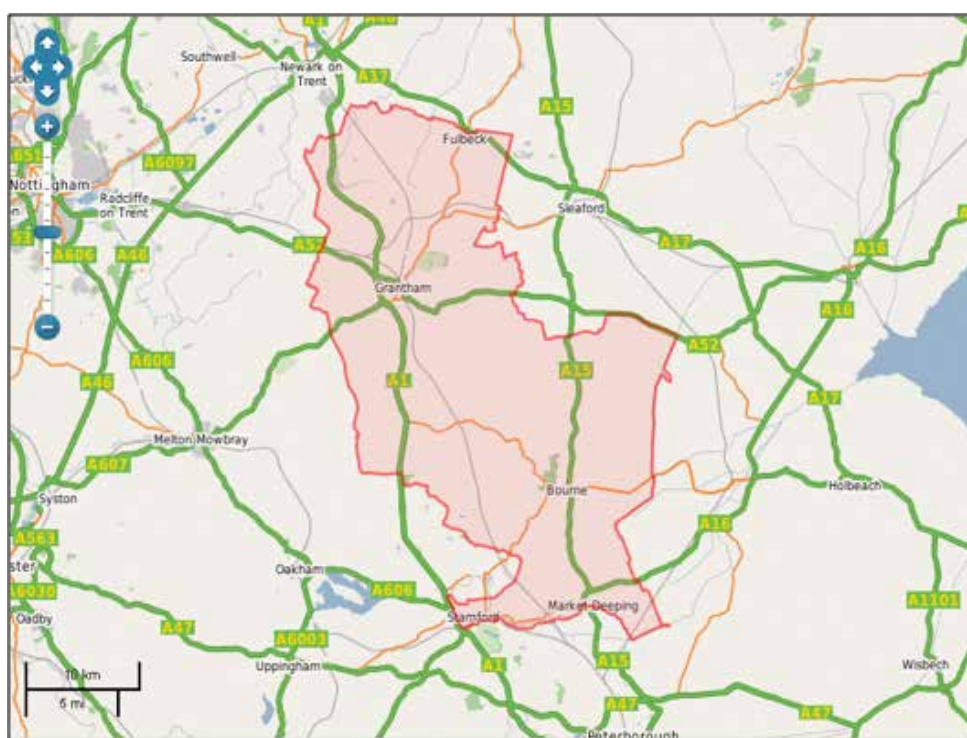 A1
A46
Southwell
Newark on
Trent
A17
A15
Fulbeck
A6097
Nottingham
Radcliffe
on Trent
Sleaford
A17
A16
A52
A606
A46
Grantham
A16
A52
A15
A1
A606
A46
A17
Melton Mowbray
A607
Bourne
Holbeach
Syston
A16
A563
ster
Oakham
A606
A6030
Market Deeping
A1101
Stamford
Oadby
A47
A6003
Uppingham
A1
A15
Wisbech
10 km
5 mi
A47
A47
Peterborough